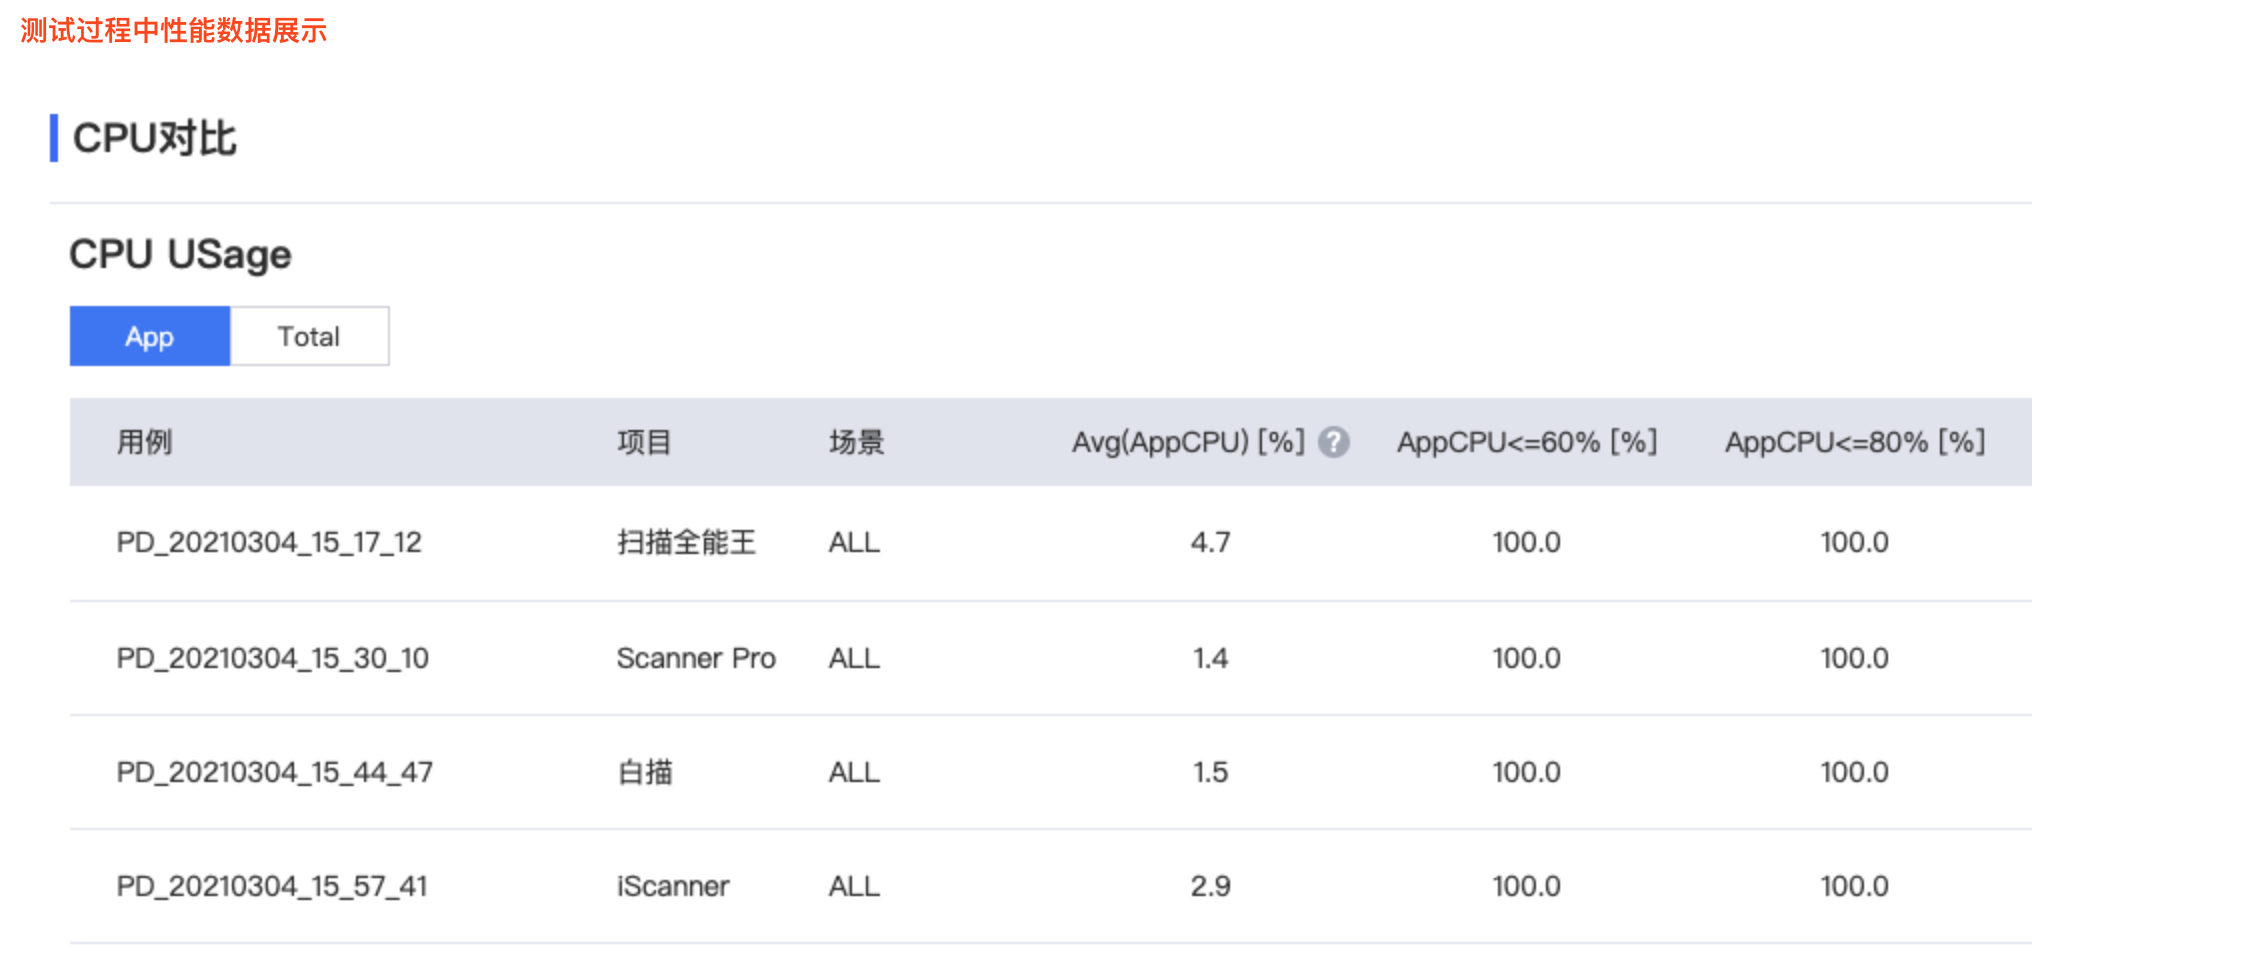 测试过程中性能数据展示
CPU对比
CPU USage
App Total
用例 项目 场景 Avg(AppCPU) [%] ? AppCPU<=60% [%] AppCPU<=80% [%]
PD_20210304_15_17_12 扫描全能王 ALL 4.7 100.0 100.0
PD_20210304_15_30_10 Scanner Pro ALL 1.4 100.0 100.0
PD_20210304_15_44_47 白描 ALL 1.5 100.0 100.0
PD_20210304_15_57_41 iScanner ALL 2.9 100.0 100.0